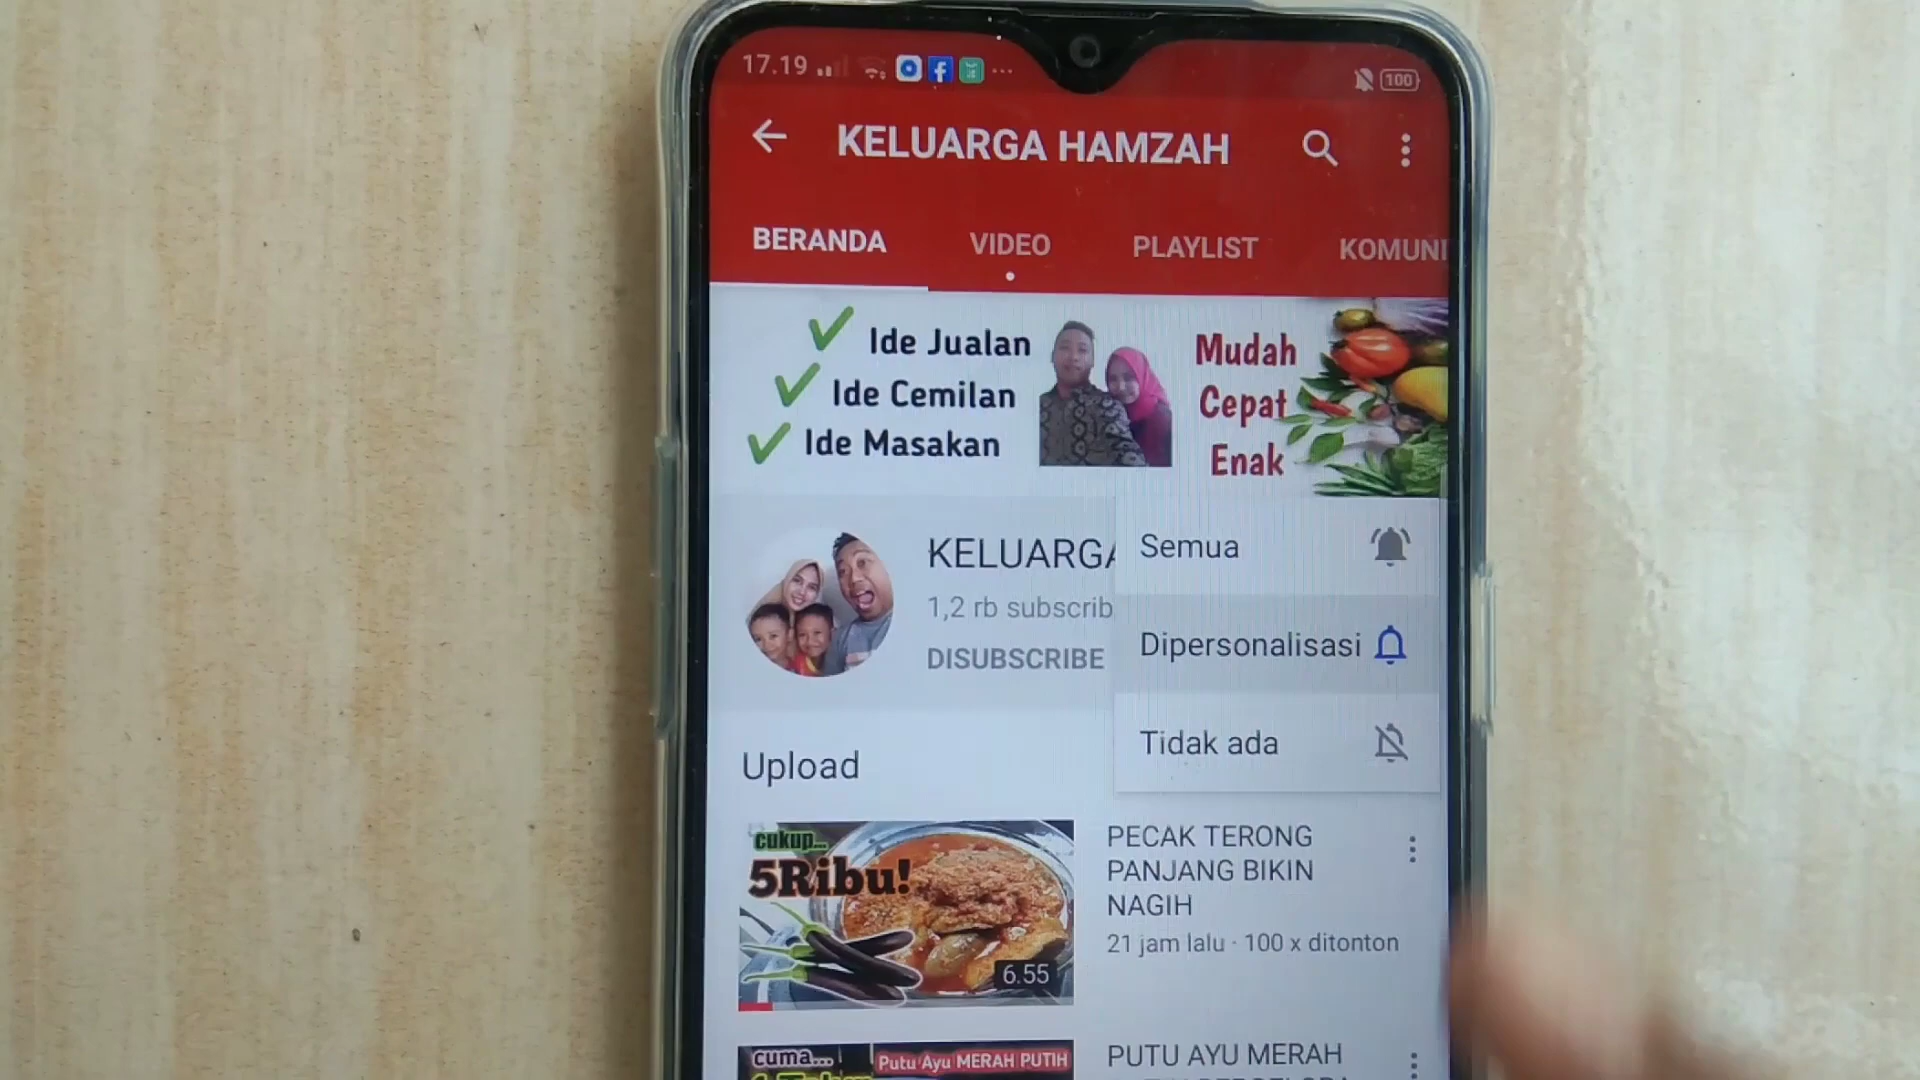 17.19
100
KELUARGA HAMZAH
BERANDA VIDEO PLAYLIST KOMUNI
Ide Jualan
Ide Cemilan
Ide Masakan
Mudah
Cepat
Enak
KELUARGA
1,2 rb subscrib
DISUBSCRIBE
Semua
Dipersonalisasi
Tidak ada
Upload
cukup...
5Ribu!
6.55
PECAK TERONG
PANJANG BIKIN
NAGIH
21 jam lalu · 100 x ditonton
cuma...
Putu Ayu MERAH PUTIH
PUTU AYU MERAH